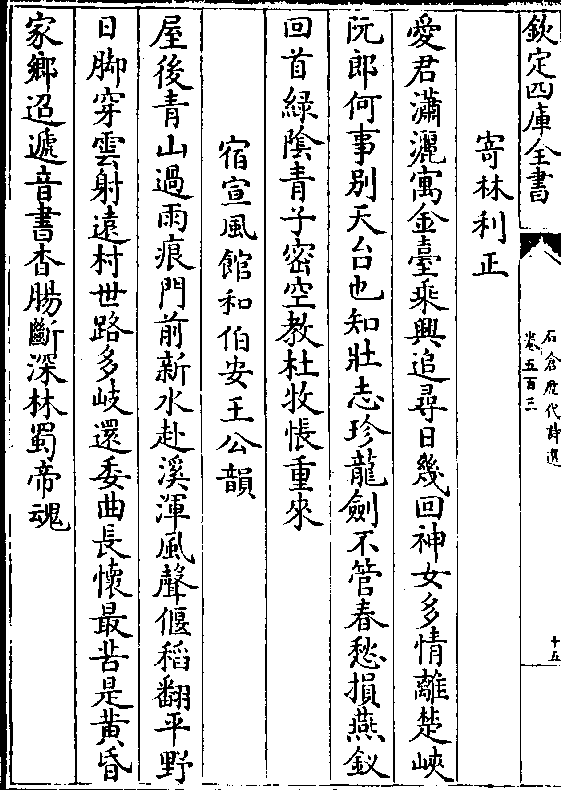 欽定四庫全書
石倉歷代詩選
卷五百三
十五
寄林利正
愛君瀟灑寓金臺乘興追尋日幾回神女多情離楚峽
阮郎何事別天台也知壯志珍龍劍不管春愁損燕釵
回首綠陰青子密空教杜牧悵重來
宿宣風館和伯安王公韻
屋後青山過雨痕門前新水赴溪渾風聲偃稻翻平野
日脚穿雲射遠村世路多岐還委曲長懷最苦是黄昏
家鄉迢遞音書杳腸斷深林蜀帝魂